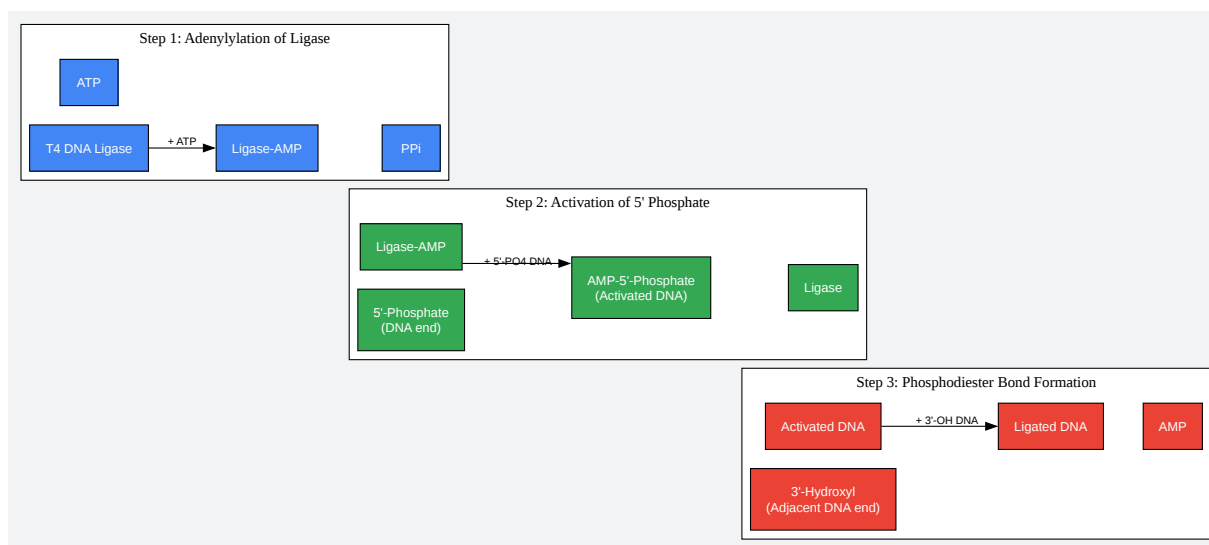 Step 1: Adenylylation of Ligase
ATP
T4 DNA Ligase
+ ATP
Ligase-AMP
PPi
Step 2: Activation of 5' Phosphate
Ligase-AMP
+ 5'-PO4 DNA
AMP-5'-Phosphate
(Activated DNA)
Ligase
5'-Phosphate
(DNA end)
Step 3: Phosphodiester Bond Formation
Activated DNA
+ 3'-OH DNA
Ligated DNA
AMP
3'-Hydroxyl
(Adjacent DNA end)